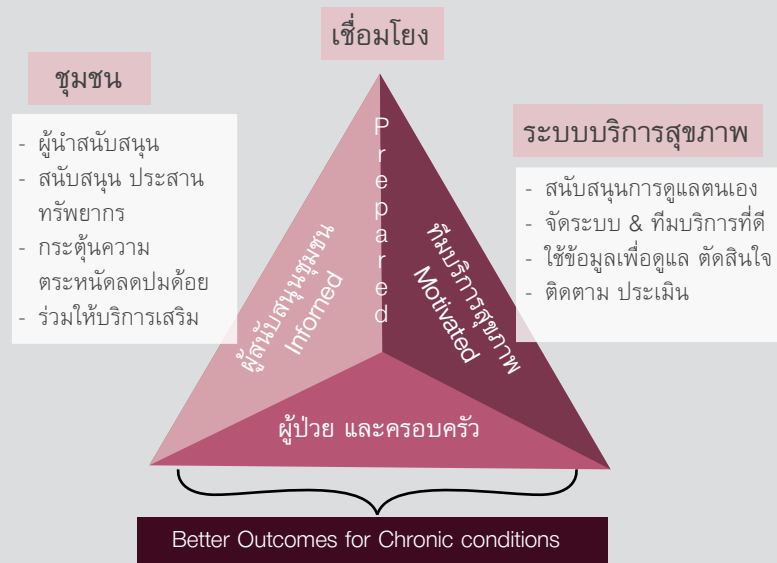 เชื่อมโยง
ชุมชน
- ผู้นำสนับสนุน
- สนับสนุน ประสาน
ทรัพยากร
- กระตุ้นความ
ตระหนัดลดปมด้อย
- ร่วมให้บริการเสริม
ระบบบริการสุขภาพ
- สนับสนุนการดูแลตนเอง
- จัดระบบ & ทีมบริการที่ดี
- ใช้ข้อมูลเพื่อดูแล ตัดสินใจ
- ติดตาม ประเมิน
ผู้สนับสนุนชุมชน
Informed
Prepared
ทีมบริการสุขภาพ
Motivated
ผู้ป่วย และครอบครัว
Better Outcomes for Chronic conditions